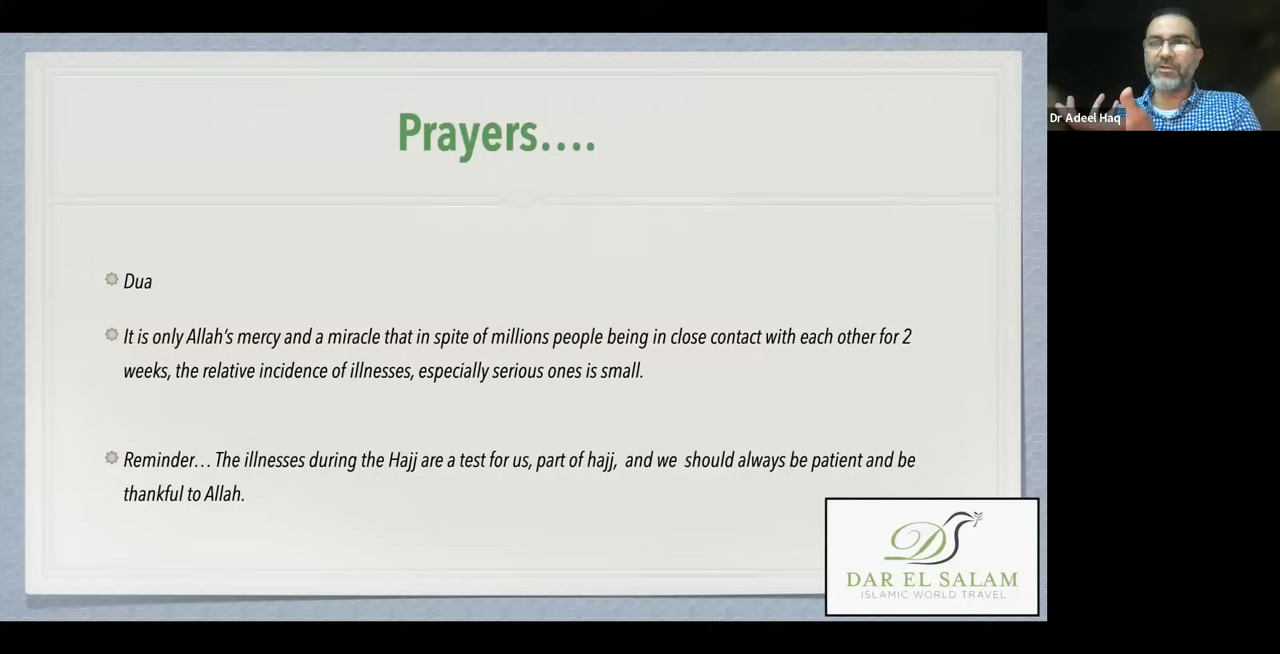 Prayers....
Dua
It is only Allah's mercy and a miracle that in spite of millions people being in close contact with each other for 2
weeks, the relative incidence of illnesses, especially serious ones is small.
Reminder... The illnesses during the Hajj are a test for us, part of hajj, and we should always be patient and be
thankful to Allah.
DS
DAR EL SALAM
ISLAMIC WORLD TRAVEL
Dr Adeel Haq